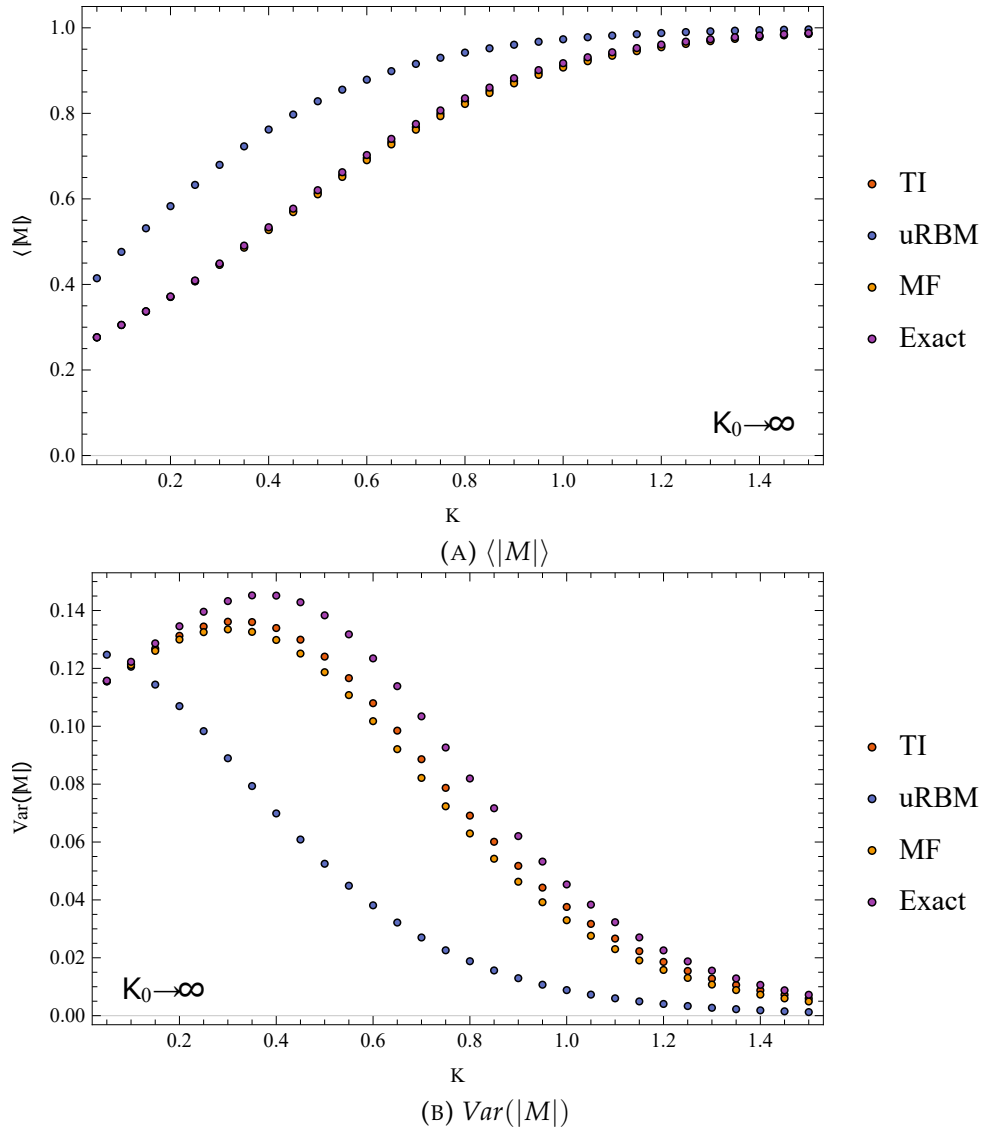 1.0
0.8
0.6
0.4
0.2
0.0
⟨|M|⟩
0.2 0.4 0.6 0.8 1.0 1.2 1.4
K
K₀→∞
TI
uRBM
MF
Exact
(A) ⟨|M|⟩
0.14
0.12
0.10
0.08
0.06
0.04
0.02
0.00
Var(|M|)
0.2 0.4 0.6 0.8 1.0 1.2 1.4
K
K₀→∞
TI
uRBM
MF
Exact
(B) Var(|M|)